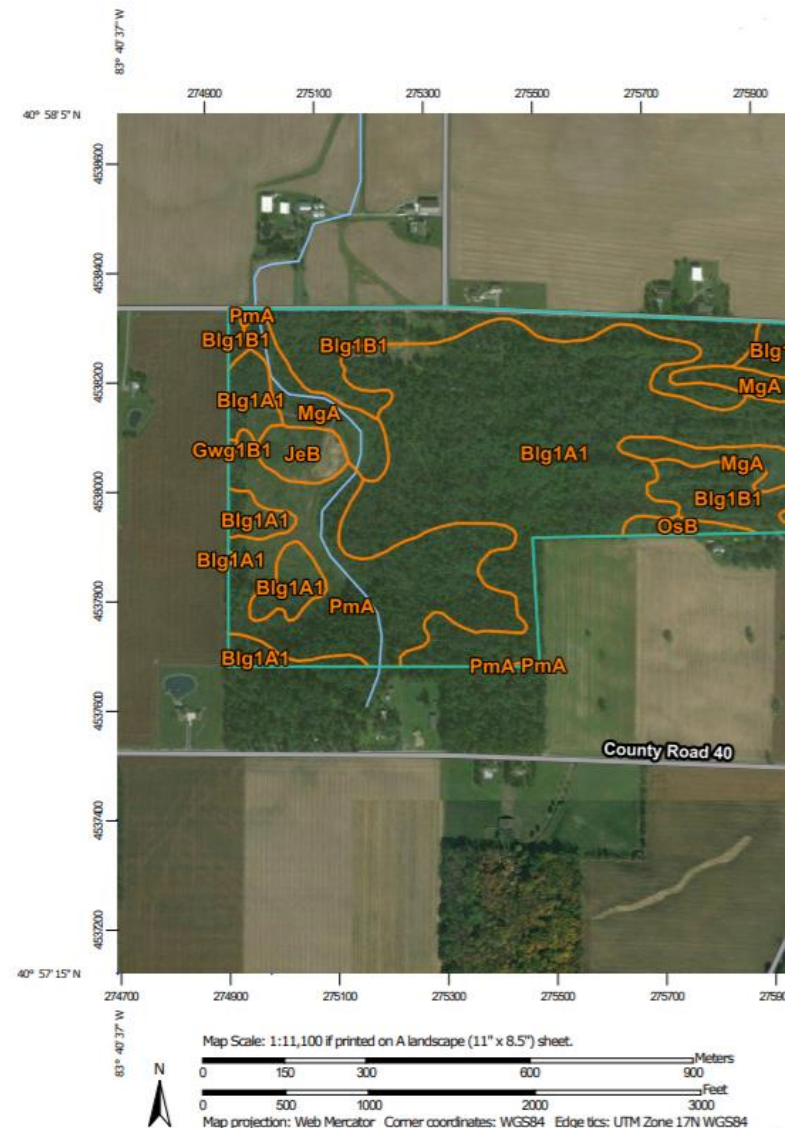 83° 40' 37'' W
274900 275100 275300 275500 275700 275900
40° 58' 5'' N
4538600
4538400
PmA
Blg1B1
Blg1B1
4538200
MgA
Blg1A1
MgA
Gwg1B1
JeB
Blg1A1
MgA
4538000
Blg1B1
Blg1A1
OsB
Blg1A1
Blg1A1
4537800
PmA
Blg1A1
PmA PmA
4537600
County Road 40
4537400
4537200
40° 57' 15'' N
274700 274900 275100 275300 275500 275700
83° 40' 37'' W
Map Scale: 1:11,100 if printed on A landscape (11" x 8.5") sheet.
N
Meters
0 150 300 600 900
Feet
0 500 1000 2000 3000
Map projection: Web Mercator Corner coordinates: WGS84 Edge tics: UTM Zone 17N WGS84